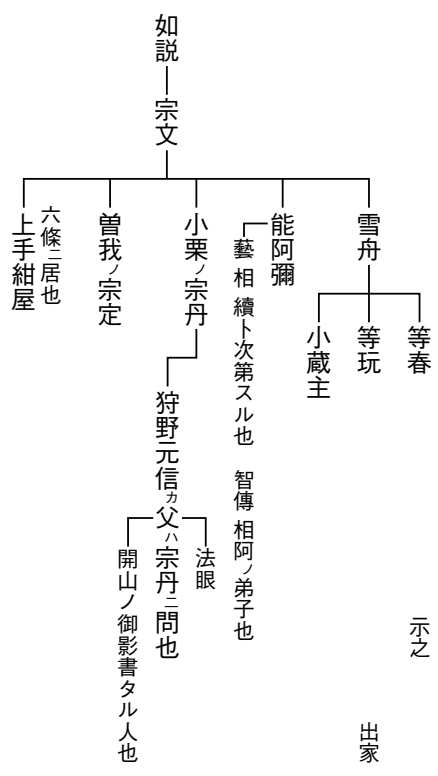 如説
宗文
雪舟
等春
示之
等玩
出家
小蔵主
能阿彌
藝相續ト次第スル也 智傳相阿ノ弟子也
小栗ノ宗丹
狩野元信カ父ハ宗丹ニ問也
法眼
開山ノ御影書タル人也
曽我ノ宗定
六條ニ居也
上手紺屋